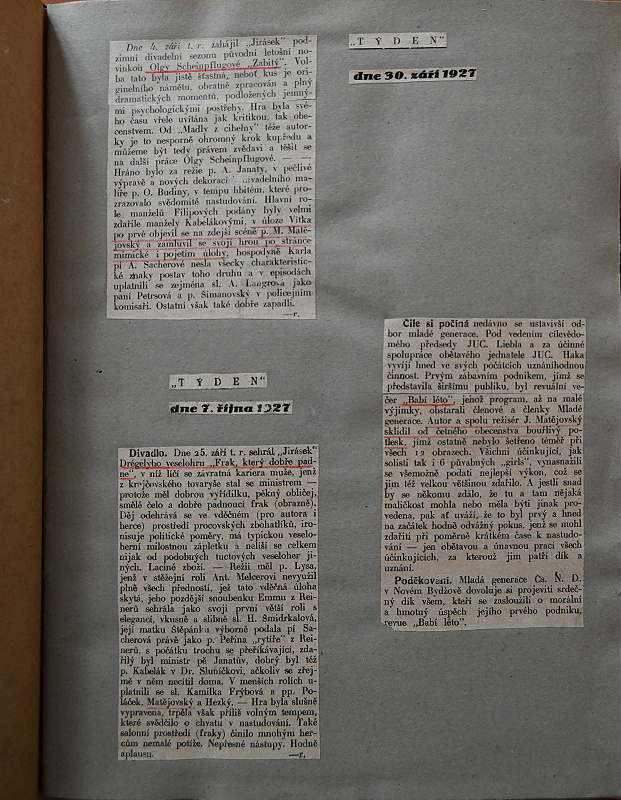 Dne 4. září t. r. zahájil „Jirásek" pod-
zimní divadelní sezonu původní letošní no-
vinkou Olgy Scheinpflugové „Zabitý". Vol-
ba tato byla jistě šťastná, neboť kus je ori-
ginelního námětu, obratně zpracován a plný
dramatických momentů, podložených jemný-
mi psychologickými postřehy. Hra byla své-
ho času vřele uvítána jak kritikou, tak obe-
censtvem. Od „Madly z cihelny" téže autor-
ky je to nesporně ohromný krok kupředu a
můžeme být tedy právem zvědavi a těšit se
na další práce Olgy Scheinpflugové. — —
Hráno bylo za režie p. A. Janaty, v pečlivé
výpravě a nových dekorací divadelního ma-
líře p. O. Budiny, v tempu hbitém, které pro-
zrazovalo svědomité nastudování. Hlavní ro-
le manželů Filipových podány byly velmi
zdařile manžely Kabelákovými, v úloze Vítka
po prvé objevil se na zdejší scéně p. M. Matě-
jovský a zamluvil se svojí hrou po stránce
mimické i pojetím úlohy, hospodyně Karla
pí A. Sacherové nesla všecky charakteristic-
ké znaky postav toho druhu a v episodách
uplatnili se zejména sl. A. Langrová jako
paní Petrsová a p. Šimanovský v policejním
komisaři. Ostatní však také dobře zapadli.
—r.
„TÝDEN"
dne 30. září 1927
Čile si počíná nedávno se ustavivší od-
bor mladé generace. Pod vedením cílevědo-
mého předsedy JUC. Liebla a za účinné
spolupráce obětavého jednatele JUC. Haka
vyvíjí hned ve svých počátcích uznáníhodnou
činnost. Prvým zábavním podnikem, jímž se
představila širšímu publiku, byl revuální ve-
čer „Babí léto", jehož program, až na malé
výjimky, obstarali členové a členky Mladé
generace. Autor a spolu režisér J. Matějovský
sklidil od četného obecenstva bouřlivý po-
tlesk, jímž ostatně nebylo šetřeno téměř při
všech 12 obrazech. Všichni účinkující, jak
solisti tak i 6 půvabných „girls", vynasnažili
se všemožně podati nejlepší výkon, což se
jim též velkou většinou zdařilo. A jestli snad
by se někomu zdálo, že tu a tam nějaká
maličkost mohla nebo měla býti jinak pro-
vedena, pak ať uváží, že to byl prvý a hned
na začátek hodně odvážný pokus, jenž se mohl
zdařiti při poměrně krátkém čase k nastudo-
vání — jen obětavou a únavnou prací všech
účinkujících, za kterouž jim patří dík a
uznání.
Poděkování. Mladá generace Čs. N. D.
v Novém Bydžově dovoluje si projeviti srdeč-
ný dík všem, kteří se zasloužili o morální
a hmotný úspěch jejího prvého podniku,
revue „Babí léto".
„TÝDEN"
dne 7. října 1927
Divadlo. Dne 25. září t. r. sehrál „Jirásek"
Drégelyho veselohru „Frak, který dobře pad-
ne", v níž líčí se závratná kariera muže, jenž
z krejčovského tovaryše stal se ministrem —
protože měl dobrou vyřídilku, pěkný obličej,
smělé čelo a dobře padnoucí frak (obrazně).
Děj odehrává se ve vděčném (pro autora i
herce) prostředí procovských zbohatlíků, iro-
nisuje politické poměry, má typickou veselo-
herní milostnou zápletku a neliší se celkem
nijak od podobných tuctových veseloher ji-
ných. Laciné zboží. — Režii měl p. Lysa,
jenž v stěžejní roli Ant. Melcerovi nevyužil
plně všech předností, jež tato vděčná úloha
skytá, jeho pozdější snoubenku Emmu z Rei-
nerů sehrála jako svoji první větší roli s
elegancí, vkusně a slibně sl. H. Šmidrkalová,
její matku Štěpánku výborně podala pí Sa-
cherová právě jako p. Peřina „rytíře" z Rei-
nerů, s počátku trochu se přeříkávající, zda-
řilý byl ministr pě Janatův, dobrý byl též
p. Kabelák v Dr. Sluníčkovi, ačkoliv se zřej-
mě v něm necítil doma. V menších rolích u-
platnili se sl. Kamilka Frýbová a pp. Po-
láček, Matějovský a Hezký. — Hra byla slušně
vypravena, trpěla však příliš volným tempem,
které svědčilo o chvatu v nastudování. Také
salonní prostředí (fraky) činilo mnohým her-
cům nemalé potíže. Nepřesné nástupy. Hodně
aplausu. —r.